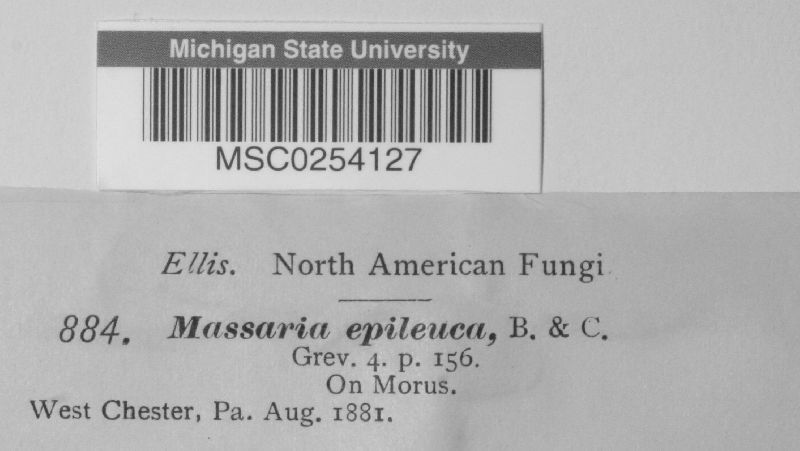 Michigan State University
MSC0254127
Ellis. North American Fungi
884. Massaria epileuca, B. & C.
Grev. 4. p. 156.
On Morus.
West Chester, Pa. Aug. 1881.